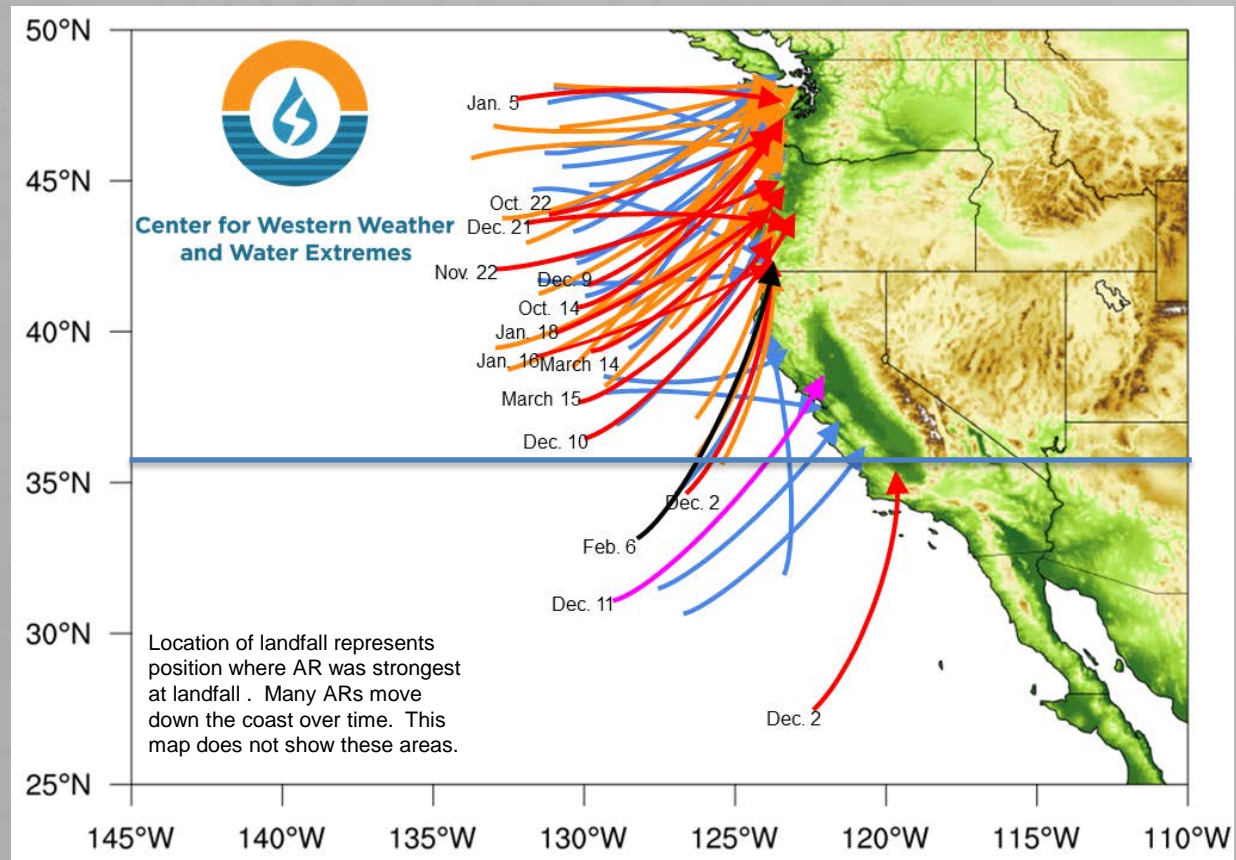 50°N
45°N
40°N
35°N
30°N
25°N
145°W
140°W
135°W
130°W
125°W
120°W
115°W
110°W
Center for Western Weather
and Water Extremes
Jan. 5
Oct. 22
Dec. 21
Nov. 22
Dec. 9
Oct. 14
Jan. 18
Jan. 16
March 14
March 15
Dec. 10
Dec. 2
Feb. 6
Dec. 11
Dec. 2
Location of landfall represents
position where AR was strongest
at landfall . Many ARs move
down the coast over time. This
map does not show these areas.